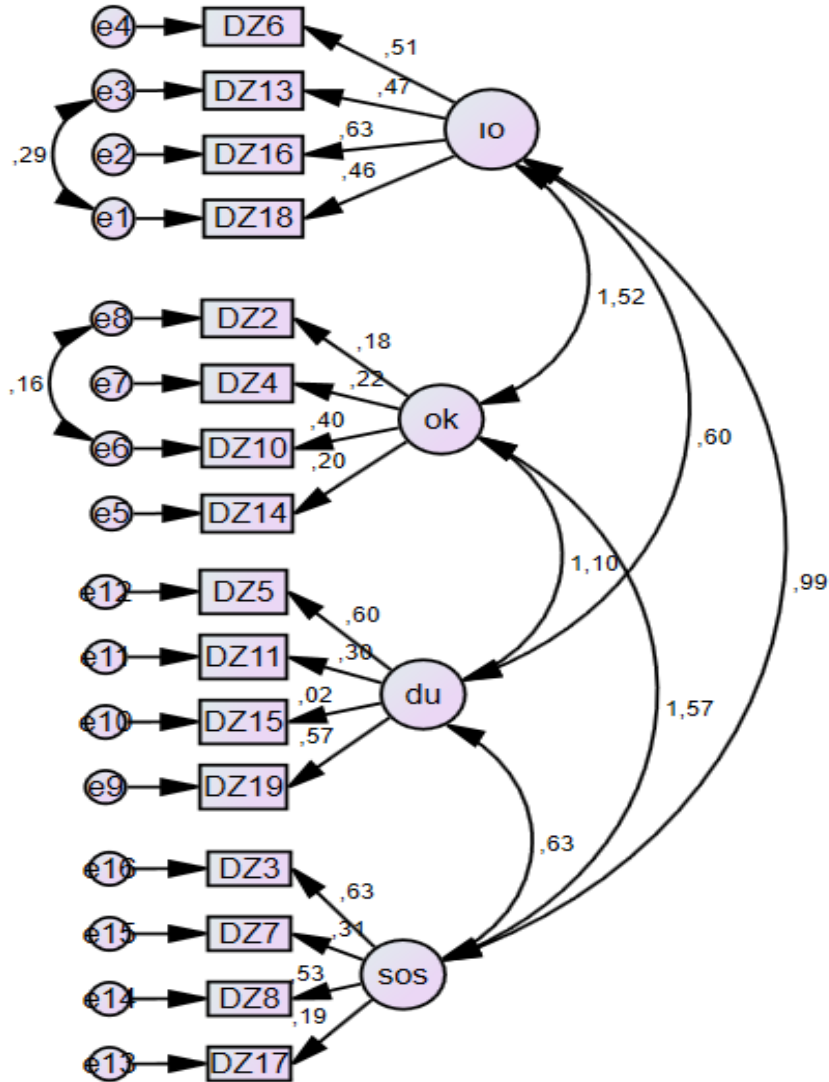 e4 DZ6 ,51
e3 DZ13 ,47
,29
e2 DZ16 ,63
ıo
e1 DZ18 ,46
1,52
e8 DZ2 ,18
,16
e7 DZ4 ,22
ok
e6 DZ10 ,40
,60
e5 DZ14 ,20
1,10
,99
e12 DZ5 ,60
e11 DZ11 ,30
du
e10 DZ15 ,02
1,57
e9 DZ19 ,57
,63
e16 DZ3 ,63
e15 DZ7 ,31
sos
e14 DZ8 ,53
e13 DZ17 ,19